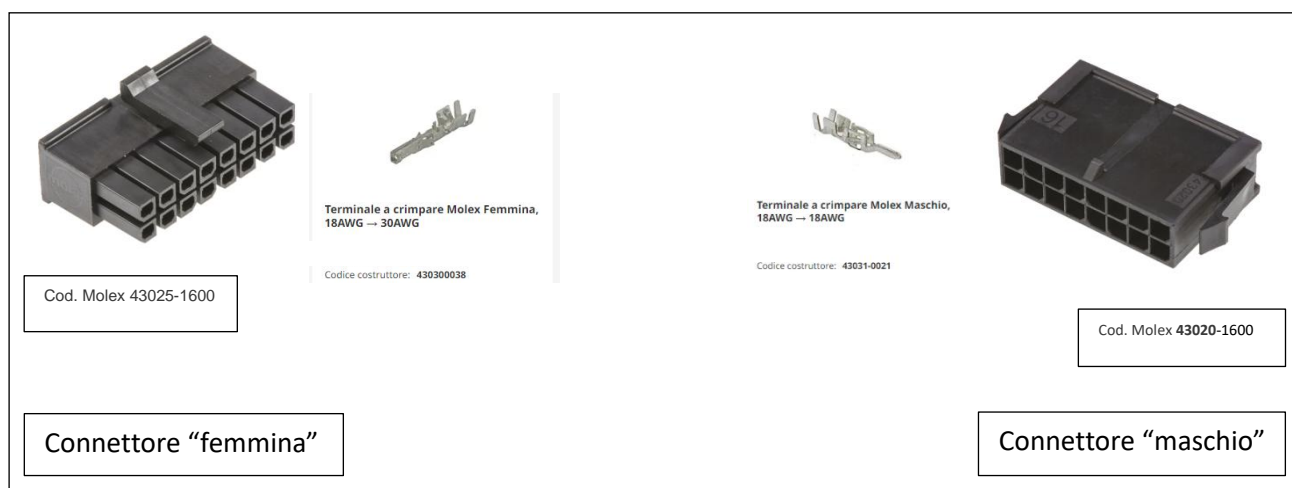 Terminale a crimpare Molex Femmina,
18AWG → 30AWG
Codice costruttore: 430300038
Cod. Molex 43025-1600
Connettore “femmina”
Terminale a crimpare Molex Maschio,
18AWG → 18AWG
Codice costruttore: 43031-0021
16
Cod. Molex 43020-1600
Connettore “maschio”